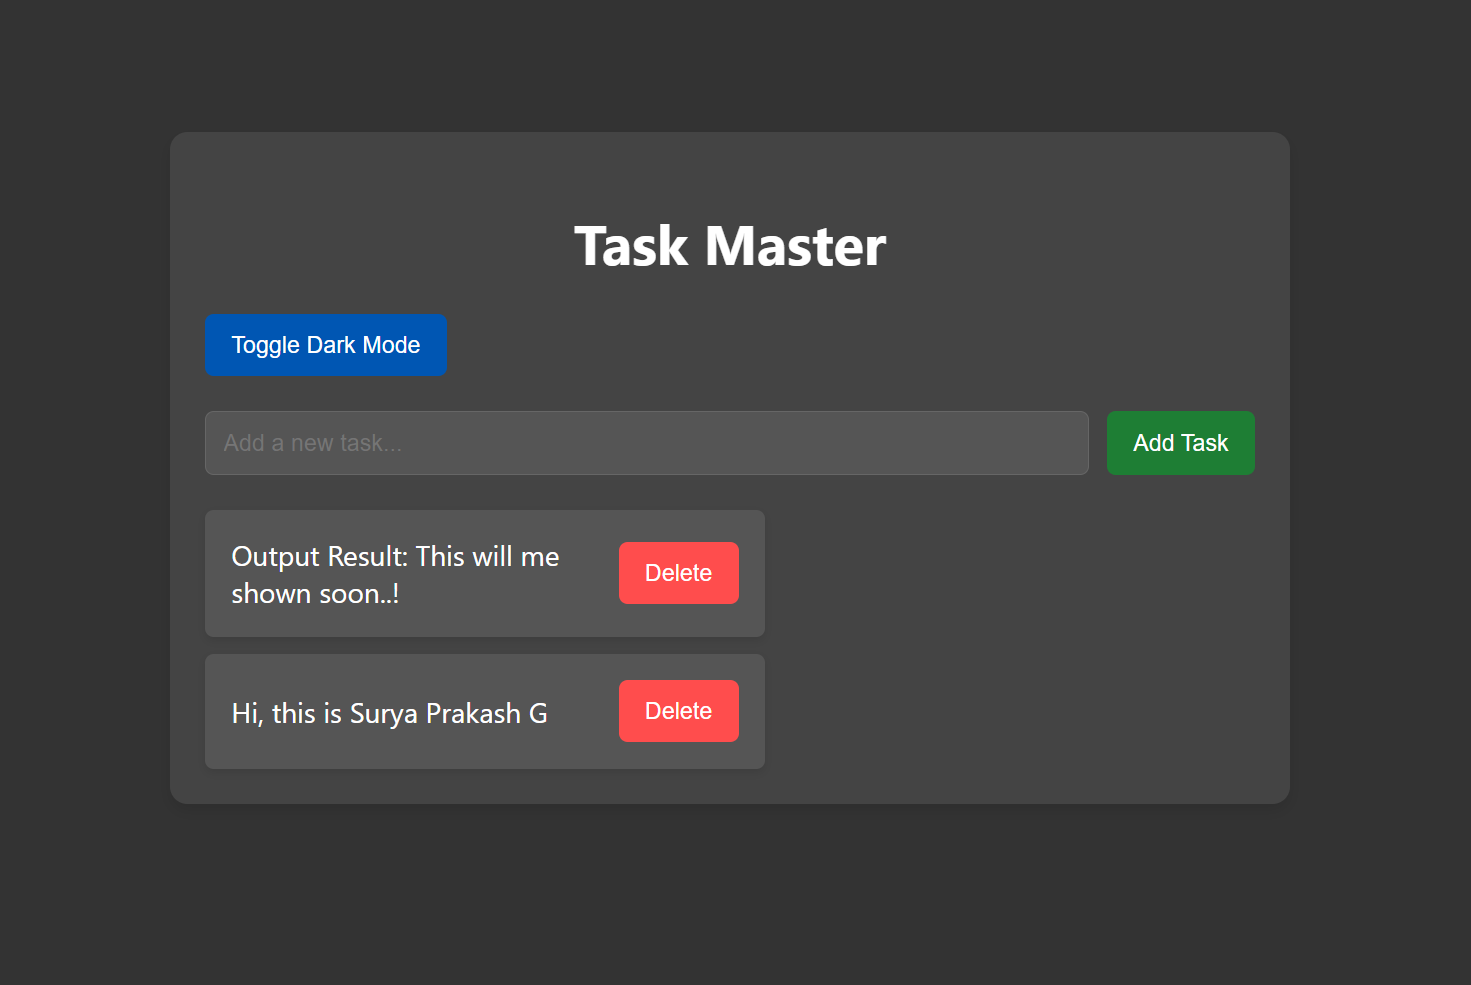 Task Master
Toggle Dark Mode
Add a new task...
Add Task
Output Result: This will me
shown soon..!
Delete
Hi, this is Surya Prakash G
Delete